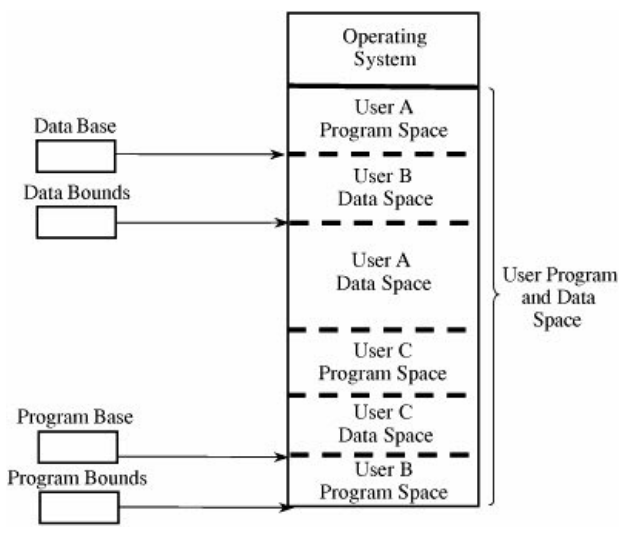 Operating
System
User A
Program Space
Data Base
User B
Data Space
Data Bounds
User A
Data Space
User Program
and Data
Space
User C
Program Space
User C
Data Space
Program Base
User B
Program Space
Program Bounds